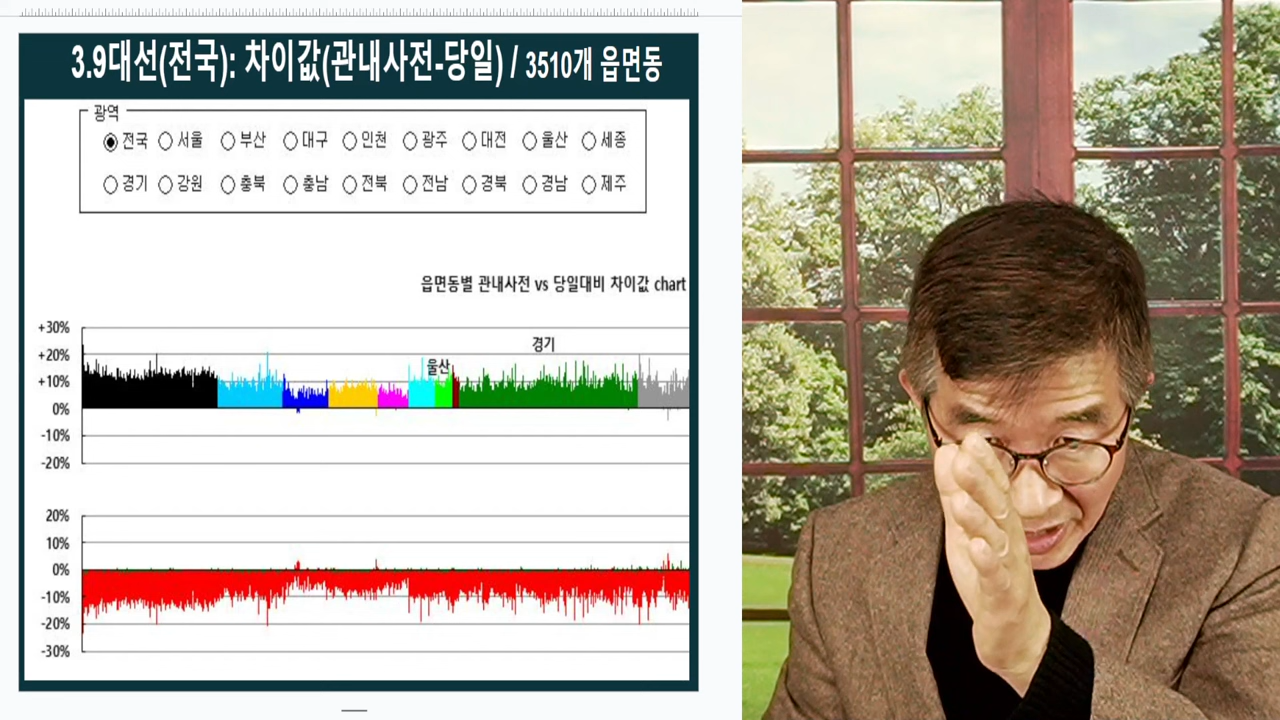 3.9대선(전국): 차이값(관내사전-당일) / 3510개 읍면동
광역
전국 서울 부산 대구 인천 광주 대전 울산 세종
경기 강원 충북 충남 전북 전남 경북 경남 제주
읍면동별 관내사전 vs 당일대비 차이값 chart
+30%
+20%
+10%
0%
-10%
-20%
울산
경기
20%
10%
0%
-10%
-20%
-30%